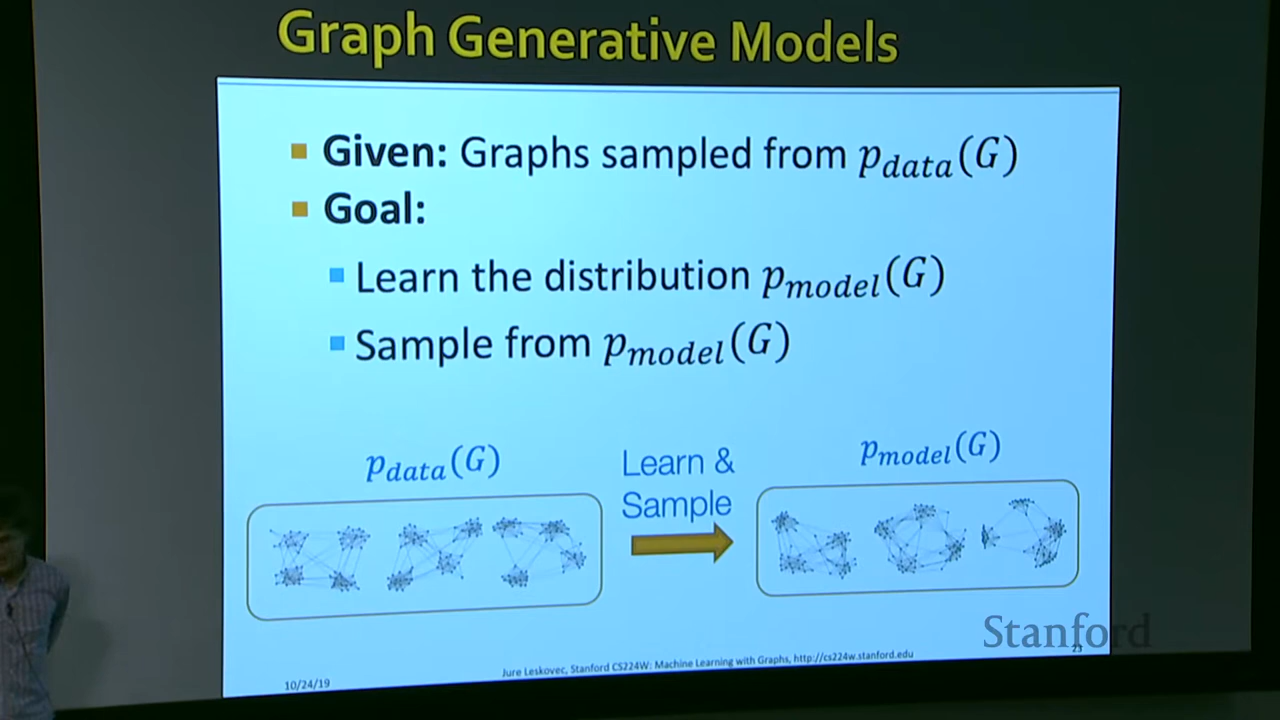 Graph Generative Models
Given: Graphs sampled from p_data(G)
Goal:
Learn the distribution p_model(G)
Sample from p_model(G)
p_data(G)
Learn &
Sample
p_model(G)
Stanford
23
10/24/19
Jure Leskovec, Stanford CS224W: Machine Learning with Graphs, http://cs224w.stanford.edu